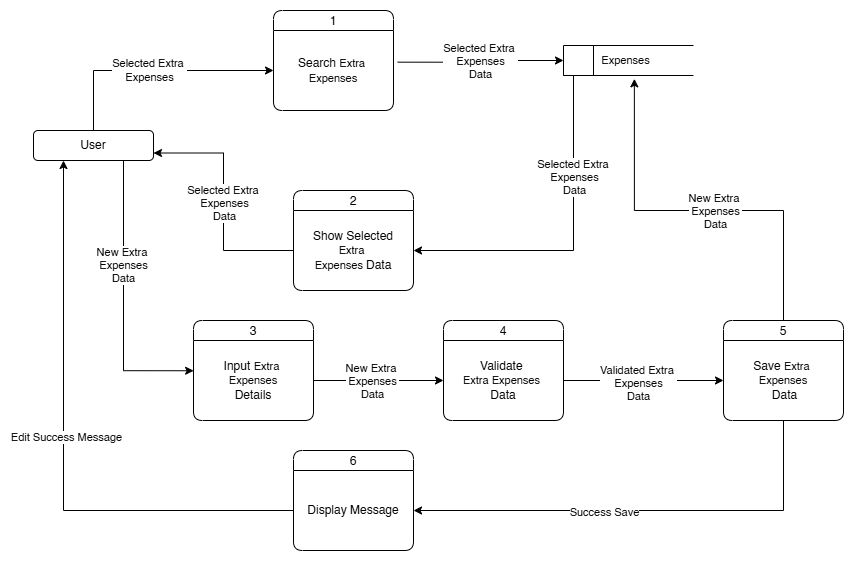 1
Search Extra
Expenses
Selected Extra
Expenses
Selected Extra
Expenses
Data
Expenses
User
Selected Extra
Expenses
Data
2
Show Selected
Extra
Expenses Data
Selected Extra
Expenses
Data
New Extra
Expenses
Data
New Extra
Expenses
Data
3
Input Extra
Expenses
Details
New Extra
Expenses
Data
4
Validate
Extra Expenses
Data
Validated Extra
Expenses
Data
5
Save Extra
Expenses
Data
Edit Success Message
6
Display Message
Success Save